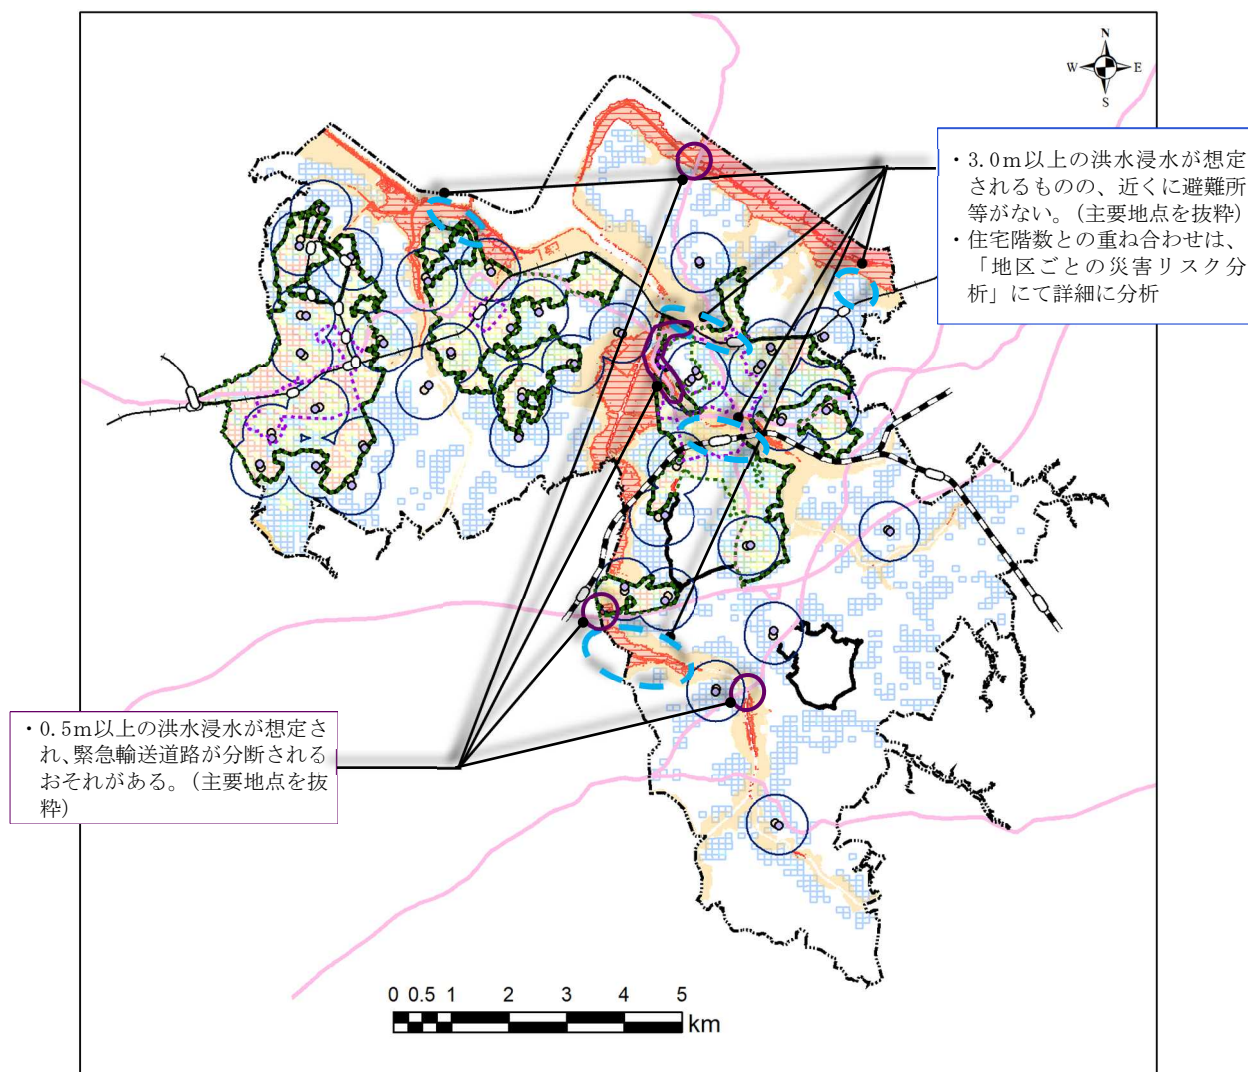 N
W E
S
・3.0m以上の洪水浸水が想定
されるものの、近くに避難所
等がない。（主要地点を抜粋）
・住宅階数との重ね合わせは、
「地区ごとの災害リスク分
析」にて詳細に分析
・0.5m以上の洪水浸水が想定さ
れ、緊急輸送道路が分断される
おそれがある。（主要地点を抜
粋）
0 0.5 1 2 3 4 5
km